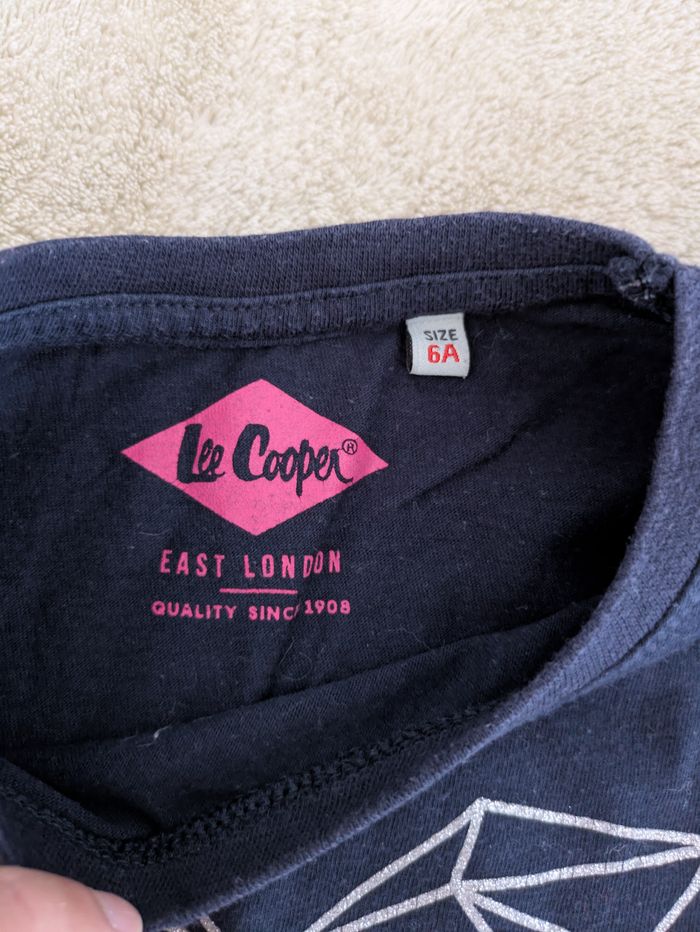 SIZE
6A
Lee Cooper®
EAST LONDON
QUALITY SINCE 1908